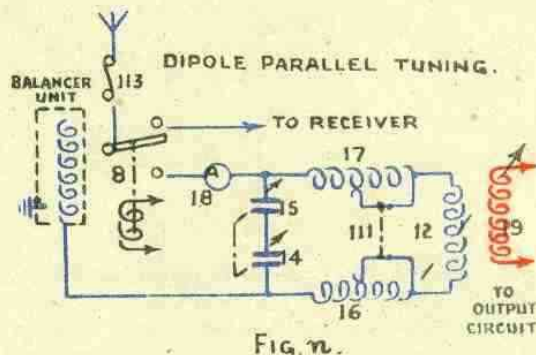 DIPOLE PARALLEL TUNING.
113
BALANCER
UNIT
TO RECEIVER
8
A
18
17
15
14
111
12
19
16
TO
OUTPUT
CIRCUIT
FIG. n.